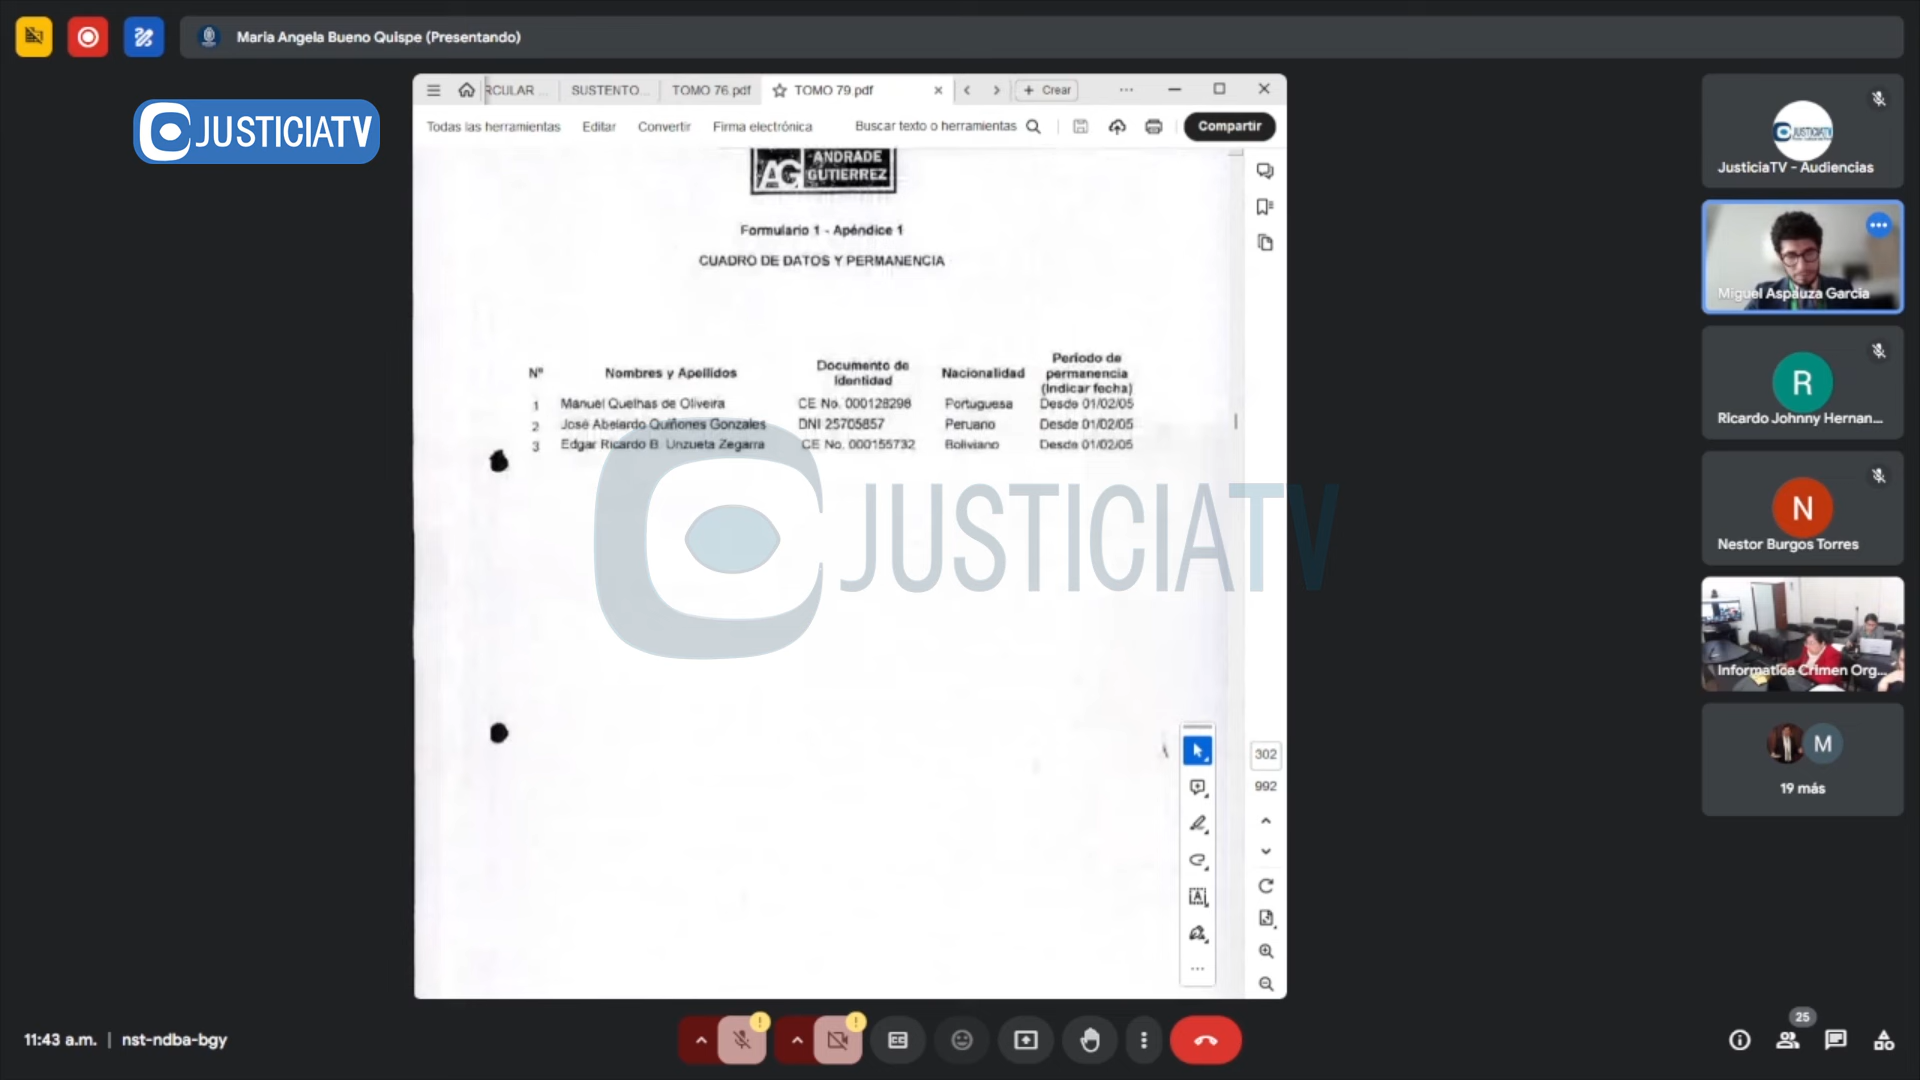 Maria Angela Bueno Quispe (Presentando)
JUSTICIATV
RCULAR ...
SUSTENTO...
TOMO 76.pdf
TOMO 79.pdf
Crear
Todas las herramientas
Editar
Convertir
Firma electrónica
Buscar texto o herramientas
Compartir
AG ANDRADE
GUTIERREZ
Formulario 1 - Apéndice 1
CUADRO DE DATOS Y PERMANENCIA
Nº Nombres y Apellidos Documento de Identidad Nacionalidad Periodo de permanencia (Indicar fecha)
1 Manuel Quelhas de Oliveira CE No. 000128298 Portuguesa Desde 01/02/05
2 José Abelardo Quiñones Gonzales DNI 25705857 Peruano Desde 01/02/05
3 Edgar Ricardo B. Unzueta Zegarra CE No. 000155732 Boliviano Desde 01/02/05
JUSTICIATV
302
992
JUSTICIATV
JusticiaTV - Audiencias
Miguel Aspauza Garcia
R
Ricardo Johnny Hernan...
N
Nestor Burgos Torres
Informatica Crimen Org...
M
19 más
11:43 a.m. | nst-ndba-bgy
25